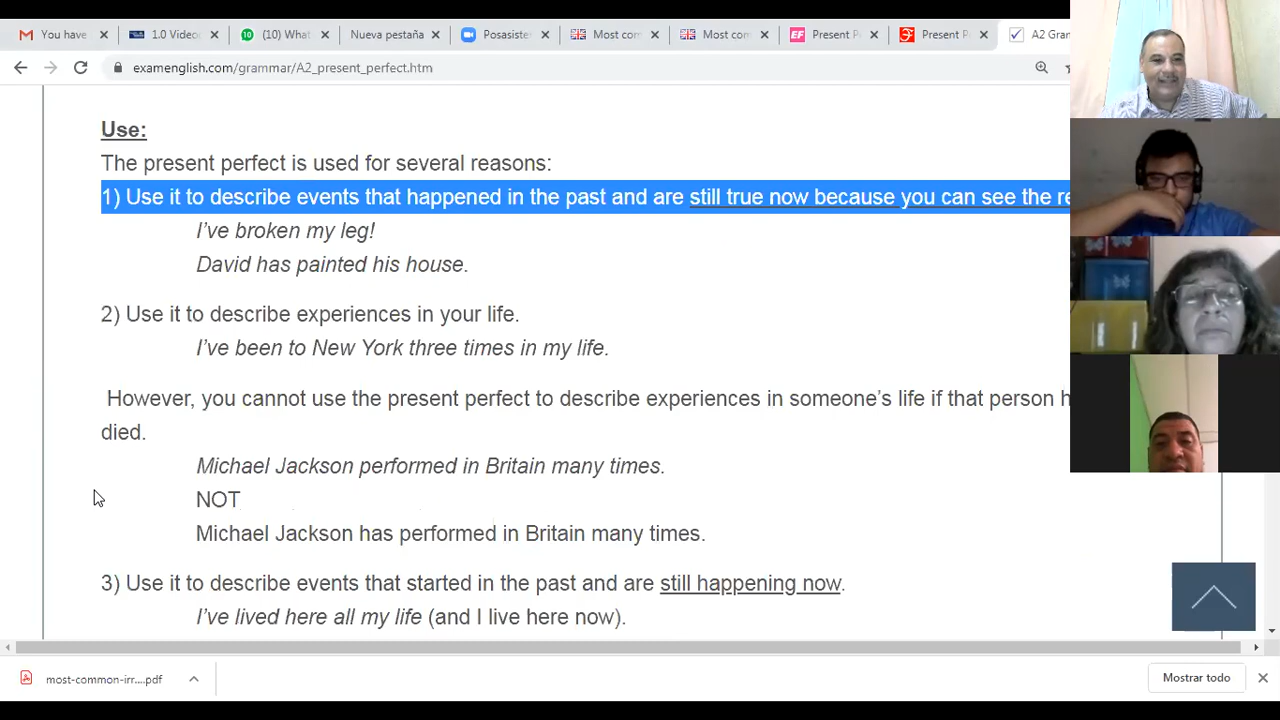 You have
1.0 Video
(10) What
Nueva pestaña
Posasisten
Most com
Most com
EF
Present P
Present P
A2 Gra
examenglish.com/grammar/A2_present_perfect.htm
Use:
The present perfect is used for several reasons:
1) Use it to describe events that happened in the past and are still true now because you can see the re
I've broken my leg!
David has painted his house.
2) Use it to describe experiences in your life.
I've been to New York three times in my life.
However, you cannot use the present perfect to describe experiences in someone's life if that person h
died.
Michael Jackson performed in Britain many times.
NOT
Michael Jackson has performed in Britain many times.
3) Use it to describe events that started in the past and are still happening now.
I've lived here all my life (and I live here now).
most-common-irr....pdf
Mostrar todo